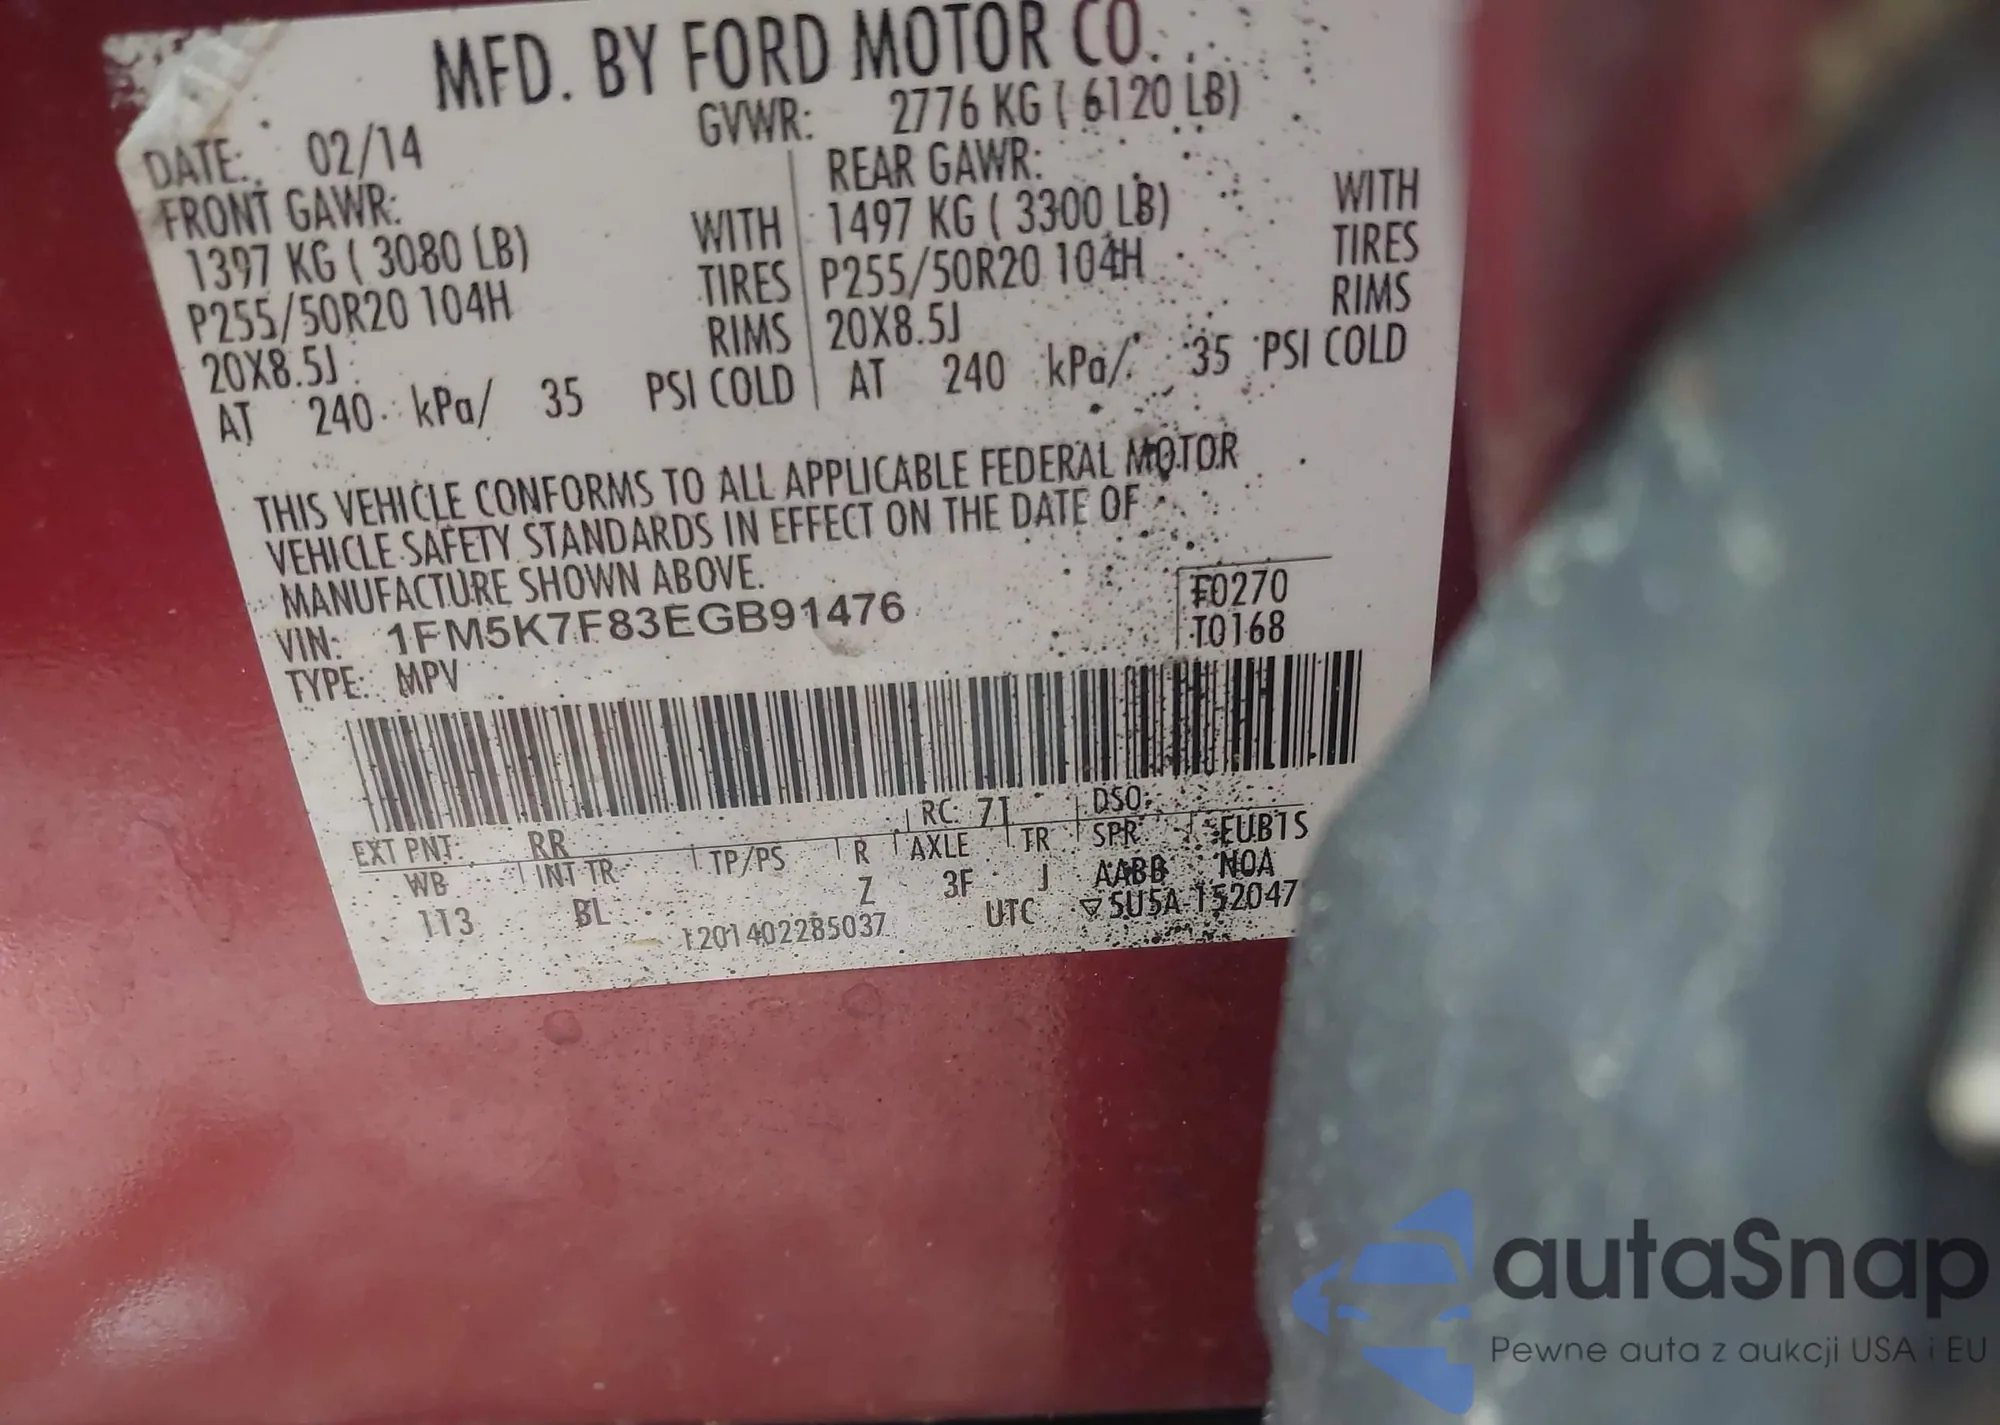 MFD. BY FORD MOTOR CO.
DATE: 02/14 GVWR: 2776 KG ( 6120 LB)
FRONT GAWR: REAR GAWR:
1397 KG ( 3080 LB) WITH 1497 KG ( 3300 LB) WITH
P255/50R20 104H TIRES P255/50R20 104H TIRES
20X8.5J RIMS 20X8.5J RIMS
AT 240 kPa/ 35 PSI COLD AT 240 kPa/ 35 PSI COLD
THIS VEHICLE CONFORMS TO ALL APPLICABLE FEDERAL MOTOR
VEHICLE SAFETY STANDARDS IN EFFECT ON THE DATE OF
MANUFACTURE SHOWN ABOVE.
VIN: 1FM5K7F83EGB91476 F0270
TYPE: MPV T0168
EXT PNT: RR RC: 71 DSO:
WB INT TR TP/PS R AXLE TR SPR EUB1S
113 BL Z 3F J AABB NOA
1201402285037 UTC 5U5A-152047
autaSnap
Pewne auta z aukcji USA i EU